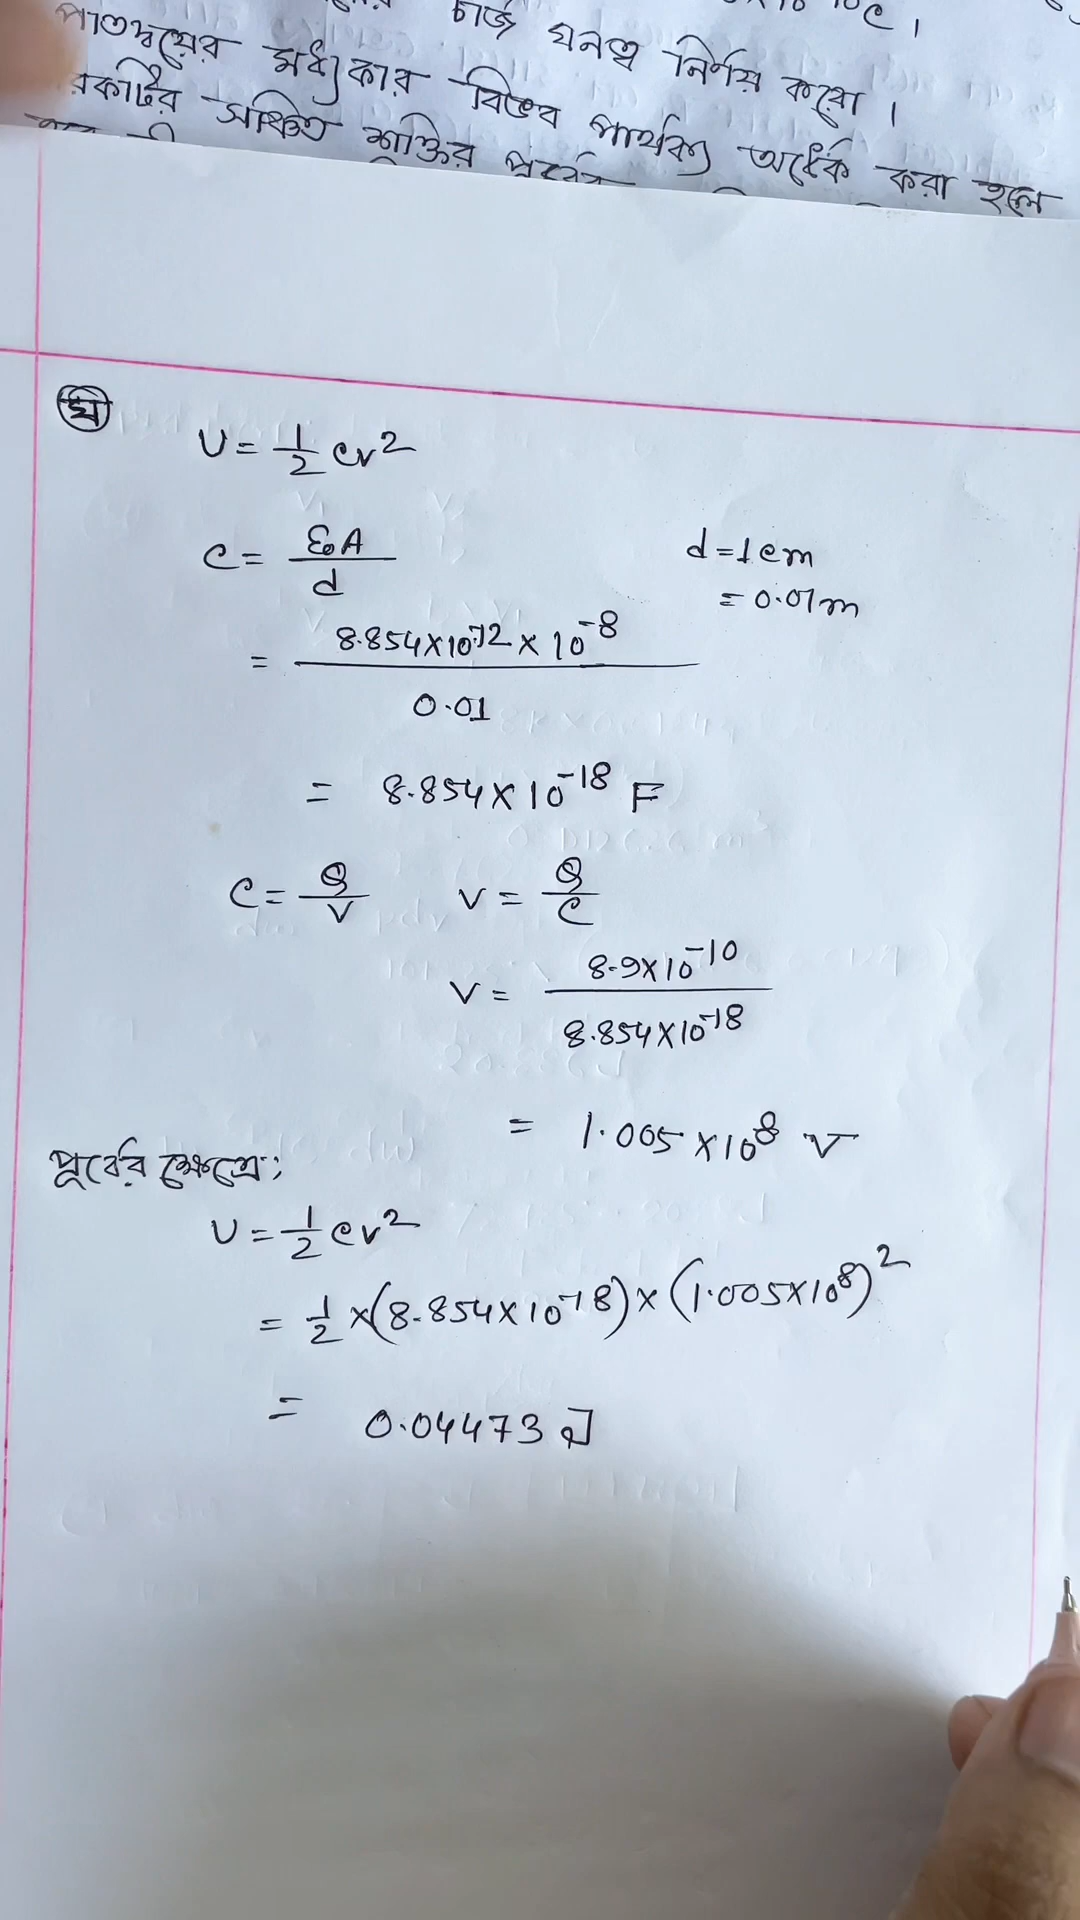 চার্জ ঘনত্ব নির্ণয় করো।
পাতদ্বয়ের মধ্যকার বিভব পার্থক্য অর্ধেক করা হলে
সঞ্চিত শক্তির পূর্বের
ঘ
U = 1/2 cv²
C = ε₀A / d
d = 1cm
= 0.01m
= 8.854×10⁻¹² × 10⁻⁸ / 0.01
= 8.854×10⁻¹⁸ F
C = Q/V V = Q/C
V = 8.9×10⁻¹⁰ / 8.854×10⁻¹⁸
= 1.005×10⁸ V
পূর্বের ক্ষেত্রে;
U = 1/2 cv²
= 1/2 ×(8.854×10⁻¹⁸)×(1.005×10⁸)²
= 0.04473 J